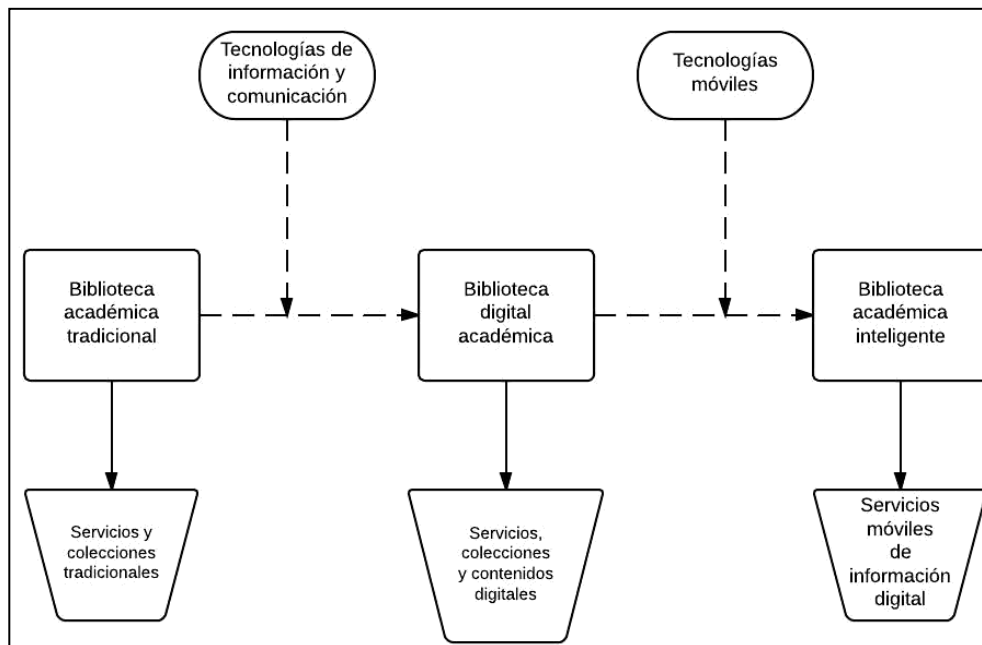 Tecnologías de
información y
comunicación
Tecnologías
móviles
Biblioteca
académica
tradicional
Biblioteca
digital
académica
Biblioteca
académica
inteligente
Servicios y
colecciones
tradicionales
Servicios,
colecciones
y contenidos
digitales
Servicios
móviles
de
información
digital